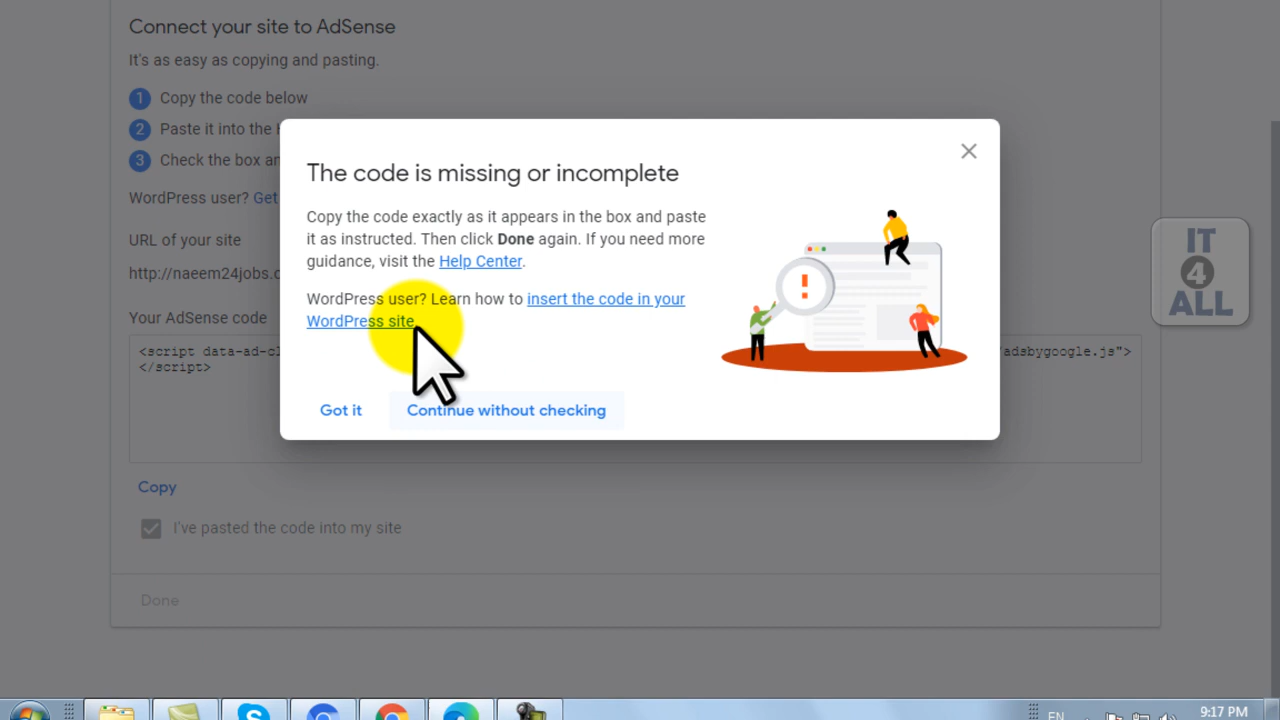 Connect your site to AdSense
It's as easy as copying and pasting.
1 Copy the code below
2 Paste it into the
3 Check the box an
WordPress user? Get
URL of your site
http://naeem24jobs.c
Your AdSense code
<script data-ad-cl
/adsbygoogle.js">
</script>
Copy
I've pasted the code into my site
Done
The code is missing or incomplete
Copy the code exactly as it appears in the box and paste
it as instructed. Then click Done again. If you need more
guidance, visit the Help Center.
WordPress user? Learn how to insert the code in your
WordPress site.
Got it
Continue without checking
IT
4
ALL
EN
9:17 PM